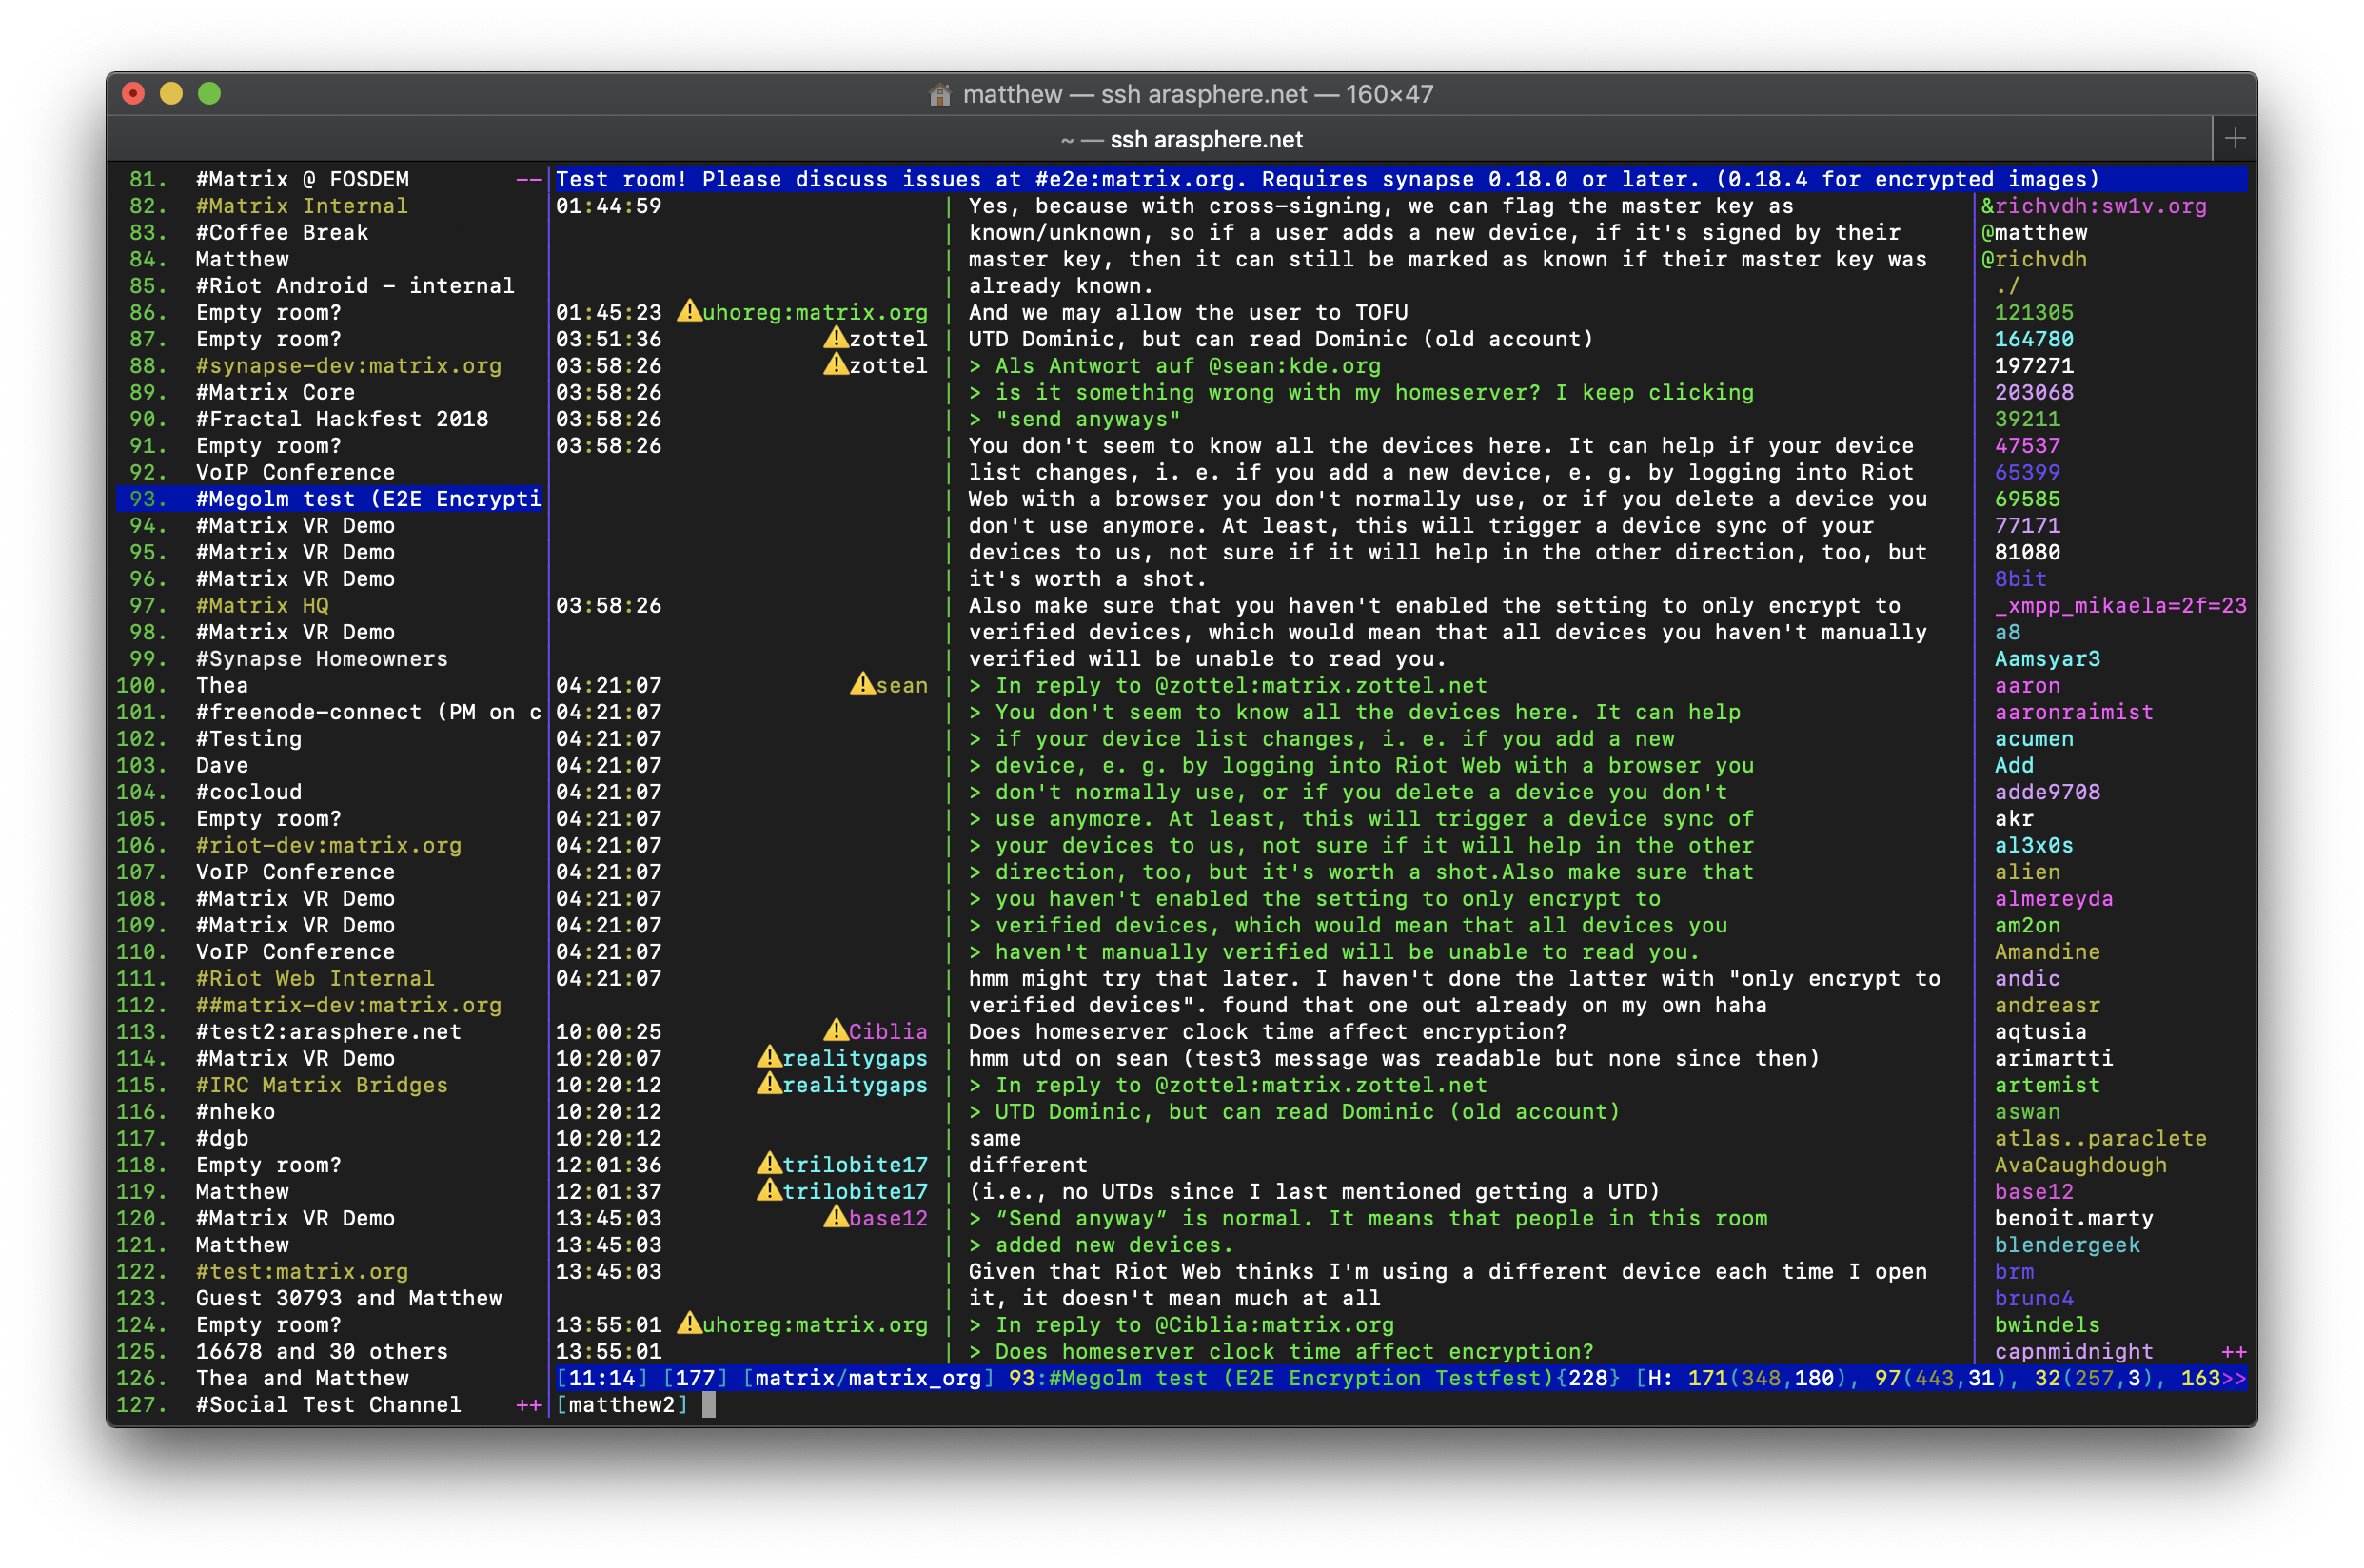 matthew — ssh arasphere.net — 160×47
~ — ssh arasphere.net
81. #Matrix @ FOSDEM --
82. #Matrix Internal
83. #Coffee Break
84. Matthew
85. #Riot Android - internal
86. Empty room?
87. Empty room?
88. #synapse-dev:matrix.org
89. #Matrix Core
90. #Fractal Hackfest 2018
91. Empty room?
92. VoIP Conference
93. #Megolm test (E2E Encrypti
94. #Matrix VR Demo
95. #Matrix VR Demo
96. #Matrix VR Demo
97. #Matrix HQ
98. #Matrix VR Demo
99. #Synapse Homeowners
100. Thea
101. #freenode-connect (PM on c
102. #Testing
103. Dave
104. #cocloud
105. Empty room?
106. #riot-dev:matrix.org
107. VoIP Conference
108. #Matrix VR Demo
109. #Matrix VR Demo
110. VoIP Conference
111. #Riot Web Internal
112. ##matrix-dev:matrix.org
113. #test2:arasphere.net
114. #Matrix VR Demo
115. #IRC Matrix Bridges
116. #nheko
117. #dgb
118. Empty room?
119. Matthew
120. #Matrix VR Demo
121. Matthew
122. #test:matrix.org
123. Guest 30793 and Matthew
124. Empty room?
125. 16678 and 30 others
126. Thea and Matthew
127. #Social Test Channel ++
Test room! Please discuss issues at #e2e:matrix.org. Requires synapse 0.18.0 or later. (0.18.4 for encrypted images)
01:44:59 | Yes, because with cross-signing, we can flag the master key as
| known/unknown, so if a user adds a new device, if it's signed by their
| master key, then it can still be marked as known if their master key was
| already known.
01:45:23 ⚠uhoreg:matrix.org | And we may allow the user to TOFU
03:51:36 ⚠zottel | UTD Dominic, but can read Dominic (old account)
03:58:26 ⚠zottel | > Als Antwort auf @sean:kde.org
03:58:26 | > is it something wrong with my homeserver? I keep clicking
03:58:26 | > "send anyways"
03:58:26 | You don't seem to know all the devices here. It can help if your device
| list changes, i. e. if you add a new device, e. g. by logging into Riot
| Web with a browser you don't normally use, or if you delete a device you
| don't use anymore. At least, this will trigger a device sync of your
| devices to us, not sure if it will help in the other direction, too, but
| it's worth a shot.
03:58:26 | Also make sure that you haven't enabled the setting to only encrypt to
| verified devices, which would mean that all devices you haven't manually
| verified will be unable to read you.
04:21:07 ⚠sean | > In reply to @zottel:matrix.zottel.net
04:21:07 | > You don't seem to know all the devices here. It can help
04:21:07 | > if your device list changes, i. e. if you add a new
04:21:07 | > device, e. g. by logging into Riot Web with a browser you
04:21:07 | > don't normally use, or if you delete a device you don't
04:21:07 | > use anymore. At least, this will trigger a device sync of
04:21:07 | > your devices to us, not sure if it will help in the other
04:21:07 | > direction, too, but it's worth a shot.Also make sure that
04:21:07 | > you haven't enabled the setting to only encrypt to
04:21:07 | > verified devices, which would mean that all devices you
04:21:07 | > haven't manually verified will be unable to read you.
04:21:07 | hmm might try that later. I haven't done the latter with "only encrypt to
| verified devices". found that one out already on my own haha
10:00:25 ⚠Ciblia | Does homeserver clock time affect encryption?
10:20:07 ⚠realitygaps | hmm utd on sean (test3 message was readable but none since then)
10:20:12 ⚠realitygaps | > In reply to @zottel:matrix.zottel.net
10:20:12 | > UTD Dominic, but can read Dominic (old account)
10:20:12 | same
12:01:36 ⚠trilobite17 | different
12:01:37 ⚠trilobite17 | (i.e., no UTDs since I last mentioned getting a UTD)
13:45:03 ⚠base12 | > “Send anyway” is normal. It means that people in this room
13:45:03 | > added new devices.
13:45:03 | Given that Riot Web thinks I'm using a different device each time I open
| it, it doesn't mean much at all
13:55:01 ⚠uhoreg:matrix.org | > In reply to @Ciblia:matrix.org
13:55:01 | > Does homeserver clock time affect encryption?
&richvdh:sw1v.org
@matthew
@richvdh
./
121305
164780
197271
203068
39211
47537
65399
69585
77171
81080
8bit
_xmpp_mikaela=2f=23
a8
Aamsyar3
aaron
aaronraimist
acumen
Add
adde9708
akr
al3x0s
alien
almereyda
am2on
Amandine
andic
andreasr
aqtusia
arimartti
artemist
aswan
atlas..paraclete
AvaCaughdough
base12
benoit.marty
blendergeek
brm
bruno4
bwindels
capnmidnight ++
[11:14] [177] [matrix/matrix_org] 93:#Megolm test (E2E Encryption Testfest){228} [H: 171(348,180), 97(443,31), 32(257,3), 163>>
[matthew2]